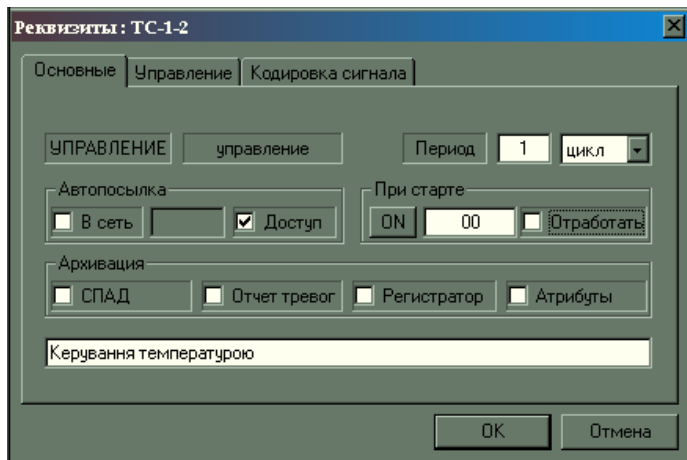 Реквизиты: ТС-1-2
Основные Управление Кодировка сигнала
УПРАВЛЕНИЕ управление Период 1 цикл
Автопосылка При старте
В сеть Доступ ON 00 Отработать
Архивация
СПАД Отчет тревог Регистратор Атрибуты
Керування температурою
OK Отмена